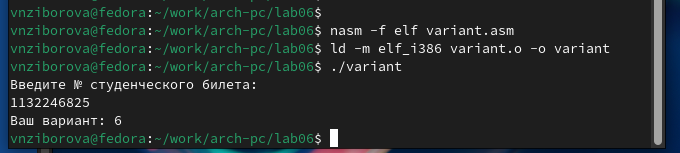 vnziborova@fedora:~/work/arch-pc/lab06$
vnziborova@fedora:~/work/arch-pc/lab06$ nasm -f elf variant.asm
vnziborova@fedora:~/work/arch-pc/lab06$ ld -m elf_i386 variant.o -o variant
vnziborova@fedora:~/work/arch-pc/lab06$ ./variant
Введите № студенческого билета:
1132246825
Ваш вариант: 6
vnziborova@fedora:~/work/arch-pc/lab06$